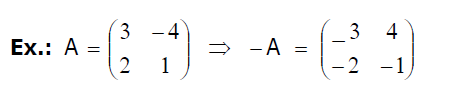 Ex.: A = (3 −4) ⇒ −A = (−3 4)
(2 1) (−2 −1)